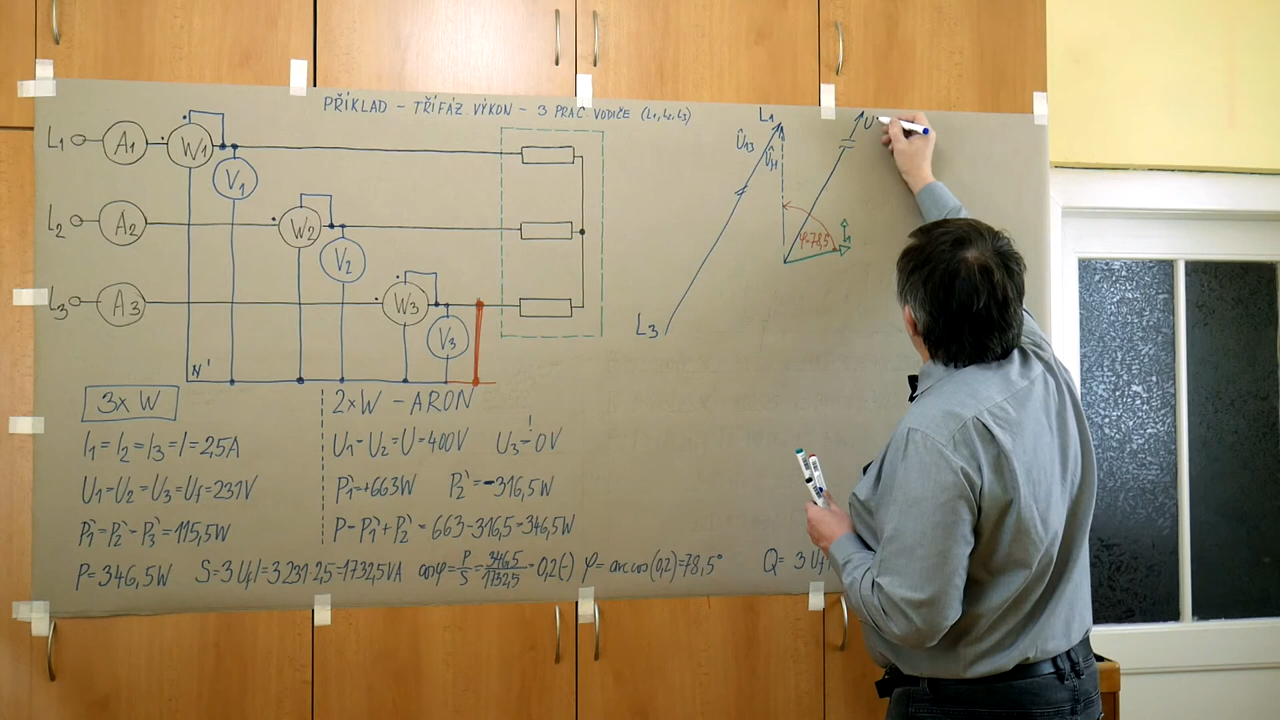 PŘÍKLAD - TŘÍFÁZ. VÝKON - 3 PRAC. VODIČE (L1, L2, L3)
L1 A1 W1
V1
L2 A2 W2
V2
L3 A3 W3
V3
N'
L1
Û13
Ûf1
L3
U
φ=78,5
Î1
3x W
I1 = I2 = I3 = I = 2,5A
U1 = U2 = U3 = Uf = 231V
P1' = P2' = P3' = 115,5W
2xW - ARON
U1 = U2 = U = 400V U3 = 0V !
P1' = +663W P2' = -316,5W
P = P1' + P2' = 663 - 316,5 = 346,5W
P = 346,5W S = 3 Uf I = 3 231 2,5 = 1732,5VA cosφ = P/S = 346,5/1732,5 = 0,2(-) φ = arccos(0,2) = 78,5° Q = 3 Uf I